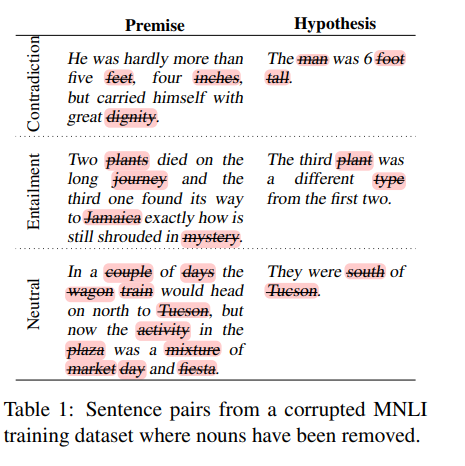 Premise Hypothesis
Contradiction
He was hardly more than
five feet, four inches,
but carried himself with
great dignity.
The man was 6 foot
tall.
Entailment
Two plants died on the
long journey and the
third one found its way
to Jamaica exactly how is
still shrouded in mystery.
The third plant was
a different type
from the first two.
Neutral
In a couple of days the
wagon train would head
on north to Tucson, but
now the activity in the
plaza was a mixture of
market day and fiesta.
They were south of
Tucson.
Table 1: Sentence pairs from a corrupted MNLI
training dataset where nouns have been removed.